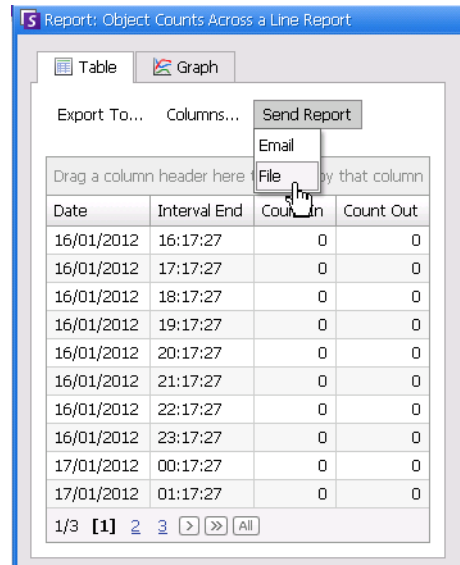 Report: Object Counts Across a Line Report
Table Graph
Export To... Columns... Send Report
Email
File
Drag a column header here by that column
Date Interval End Count In Count Out
16/01/2012 16:17:27 0 0
16/01/2012 17:17:27 0 0
16/01/2012 18:17:27 0 0
16/01/2012 19:17:27 0 0
16/01/2012 20:17:27 0 0
16/01/2012 21:17:27 0 0
16/01/2012 22:17:27 0 0
16/01/2012 23:17:27 0 0
17/01/2012 00:17:27 0 0
17/01/2012 01:17:27 0 0
1/3 [1] 2 3 > >> All